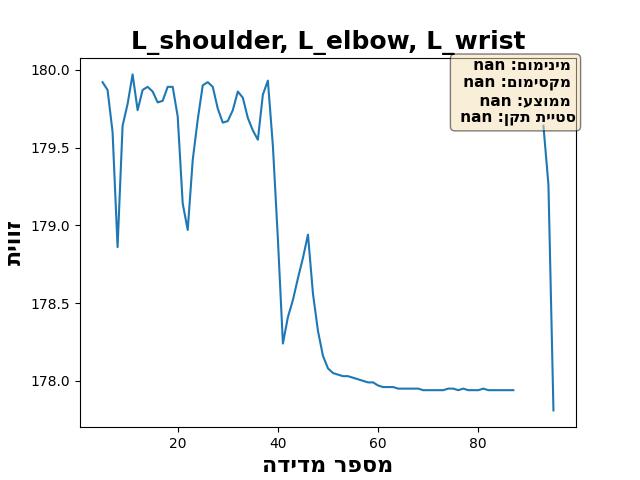 L_shoulder, L_elbow, L_wrist
מינימום: nan
מקסימום: nan
ממוצע: nan
סטיית תקן: nan
180.0
179.5
179.0
178.5
178.0
זווית
20 40 60 80
מספר מדידה